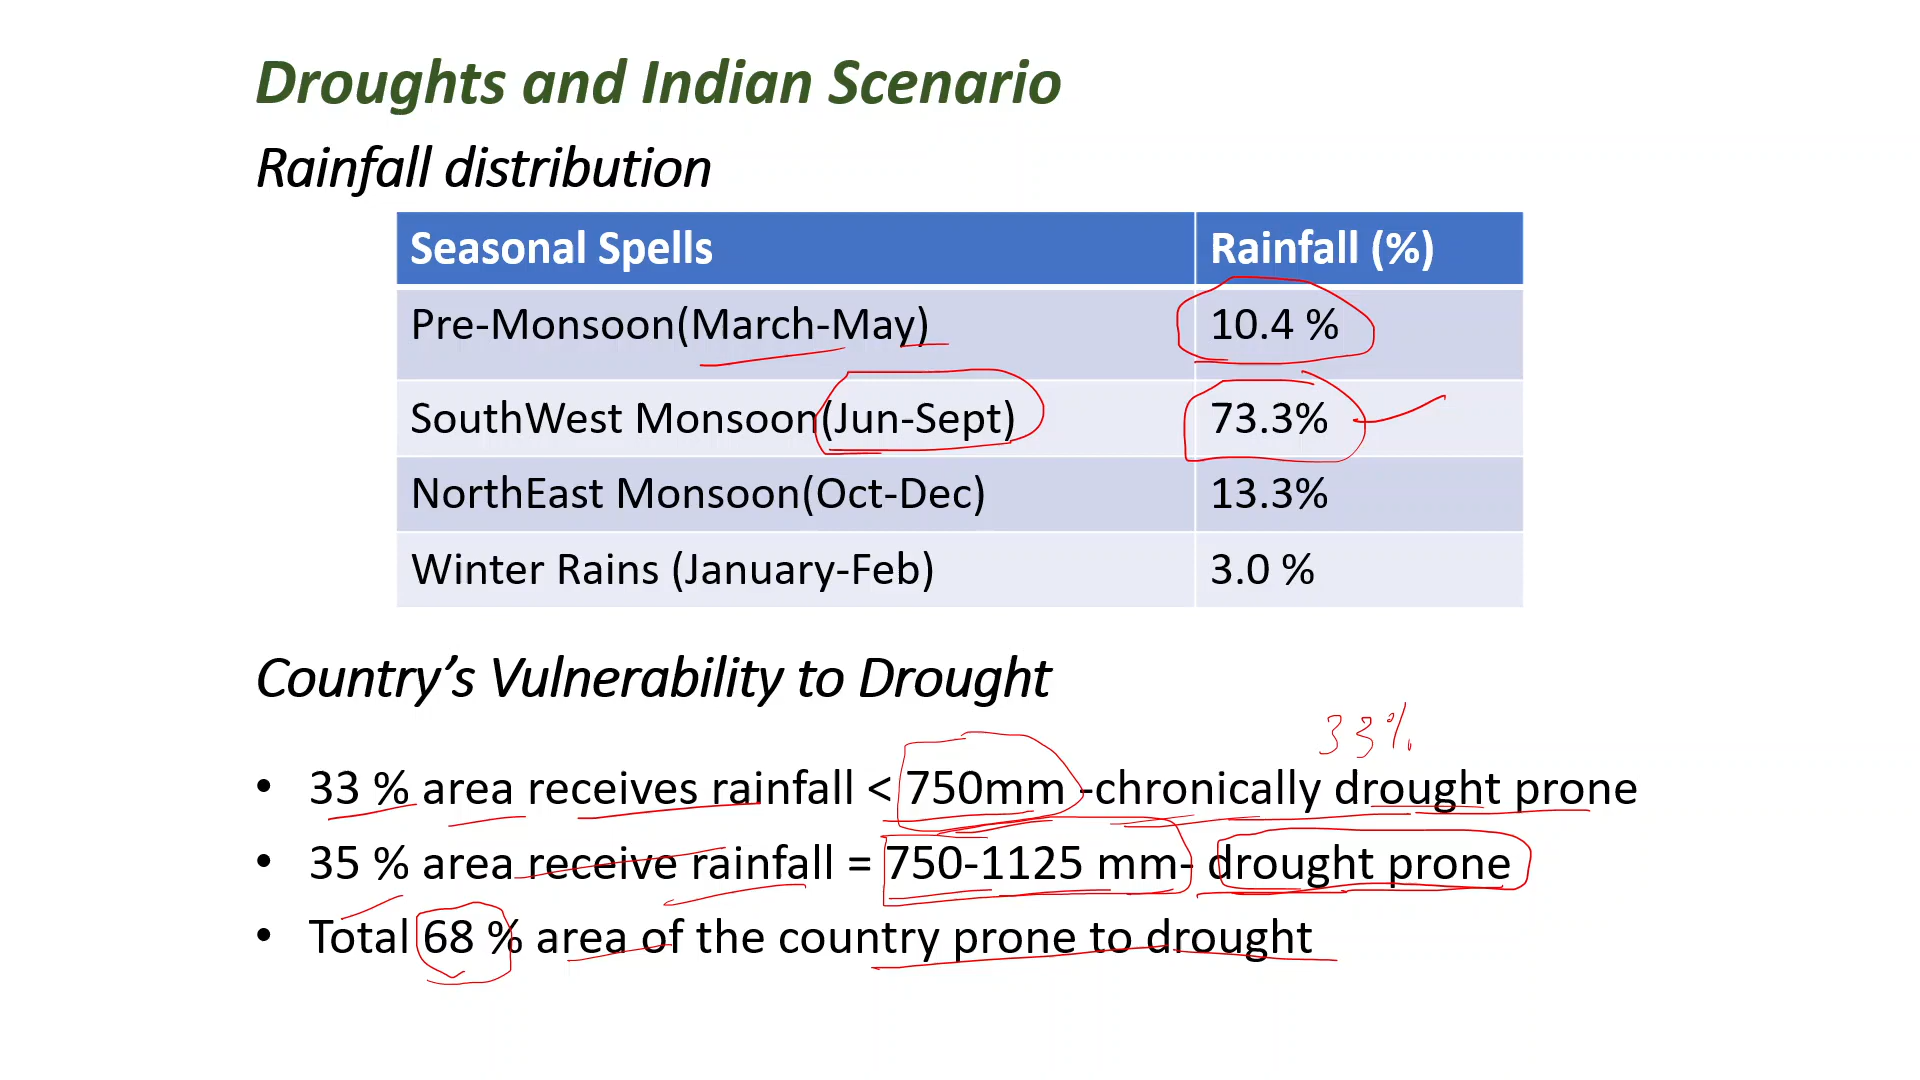 Droughts and Indian Scenario
Rainfall distribution
Seasonal Spells Rainfall (%)
Pre-Monsoon(March-May) 10.4 %
SouthWest Monsoon(Jun-Sept) 73.3%
NorthEast Monsoon(Oct-Dec) 13.3%
Winter Rains (January-Feb) 3.0 %
Country’s Vulnerability to Drought
33%
• 33 % area receives rainfall < 750mm -chronically drought prone
• 35 % area receive rainfall = 750-1125 mm- drought prone
• Total 68 % area of the country prone to drought